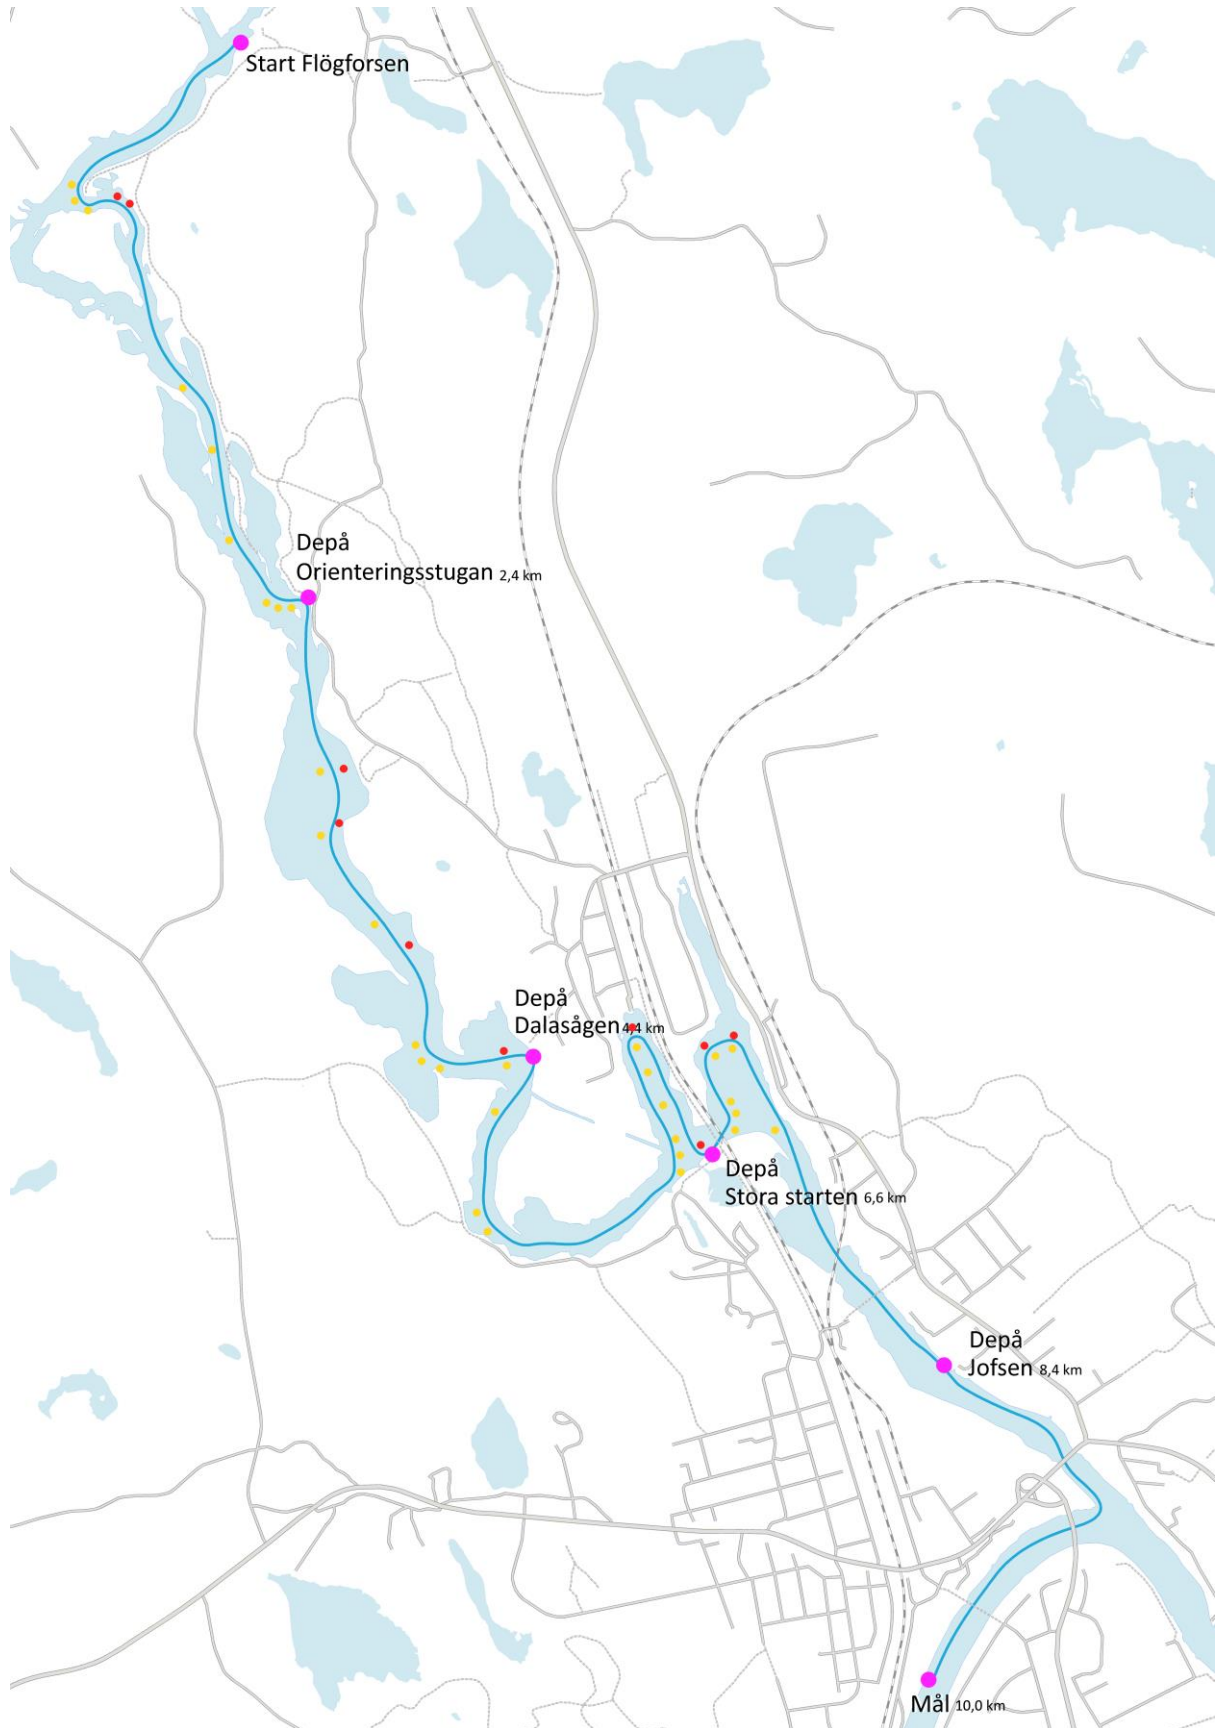 Start Flögforsen
Depå
Orienteringsstugan 2,4 km
Depå
Dalasågen 4,4 km
Depå
Stora starten 6,6 km
Depå
Jofsen 8,4 km
Mål 10,0 km